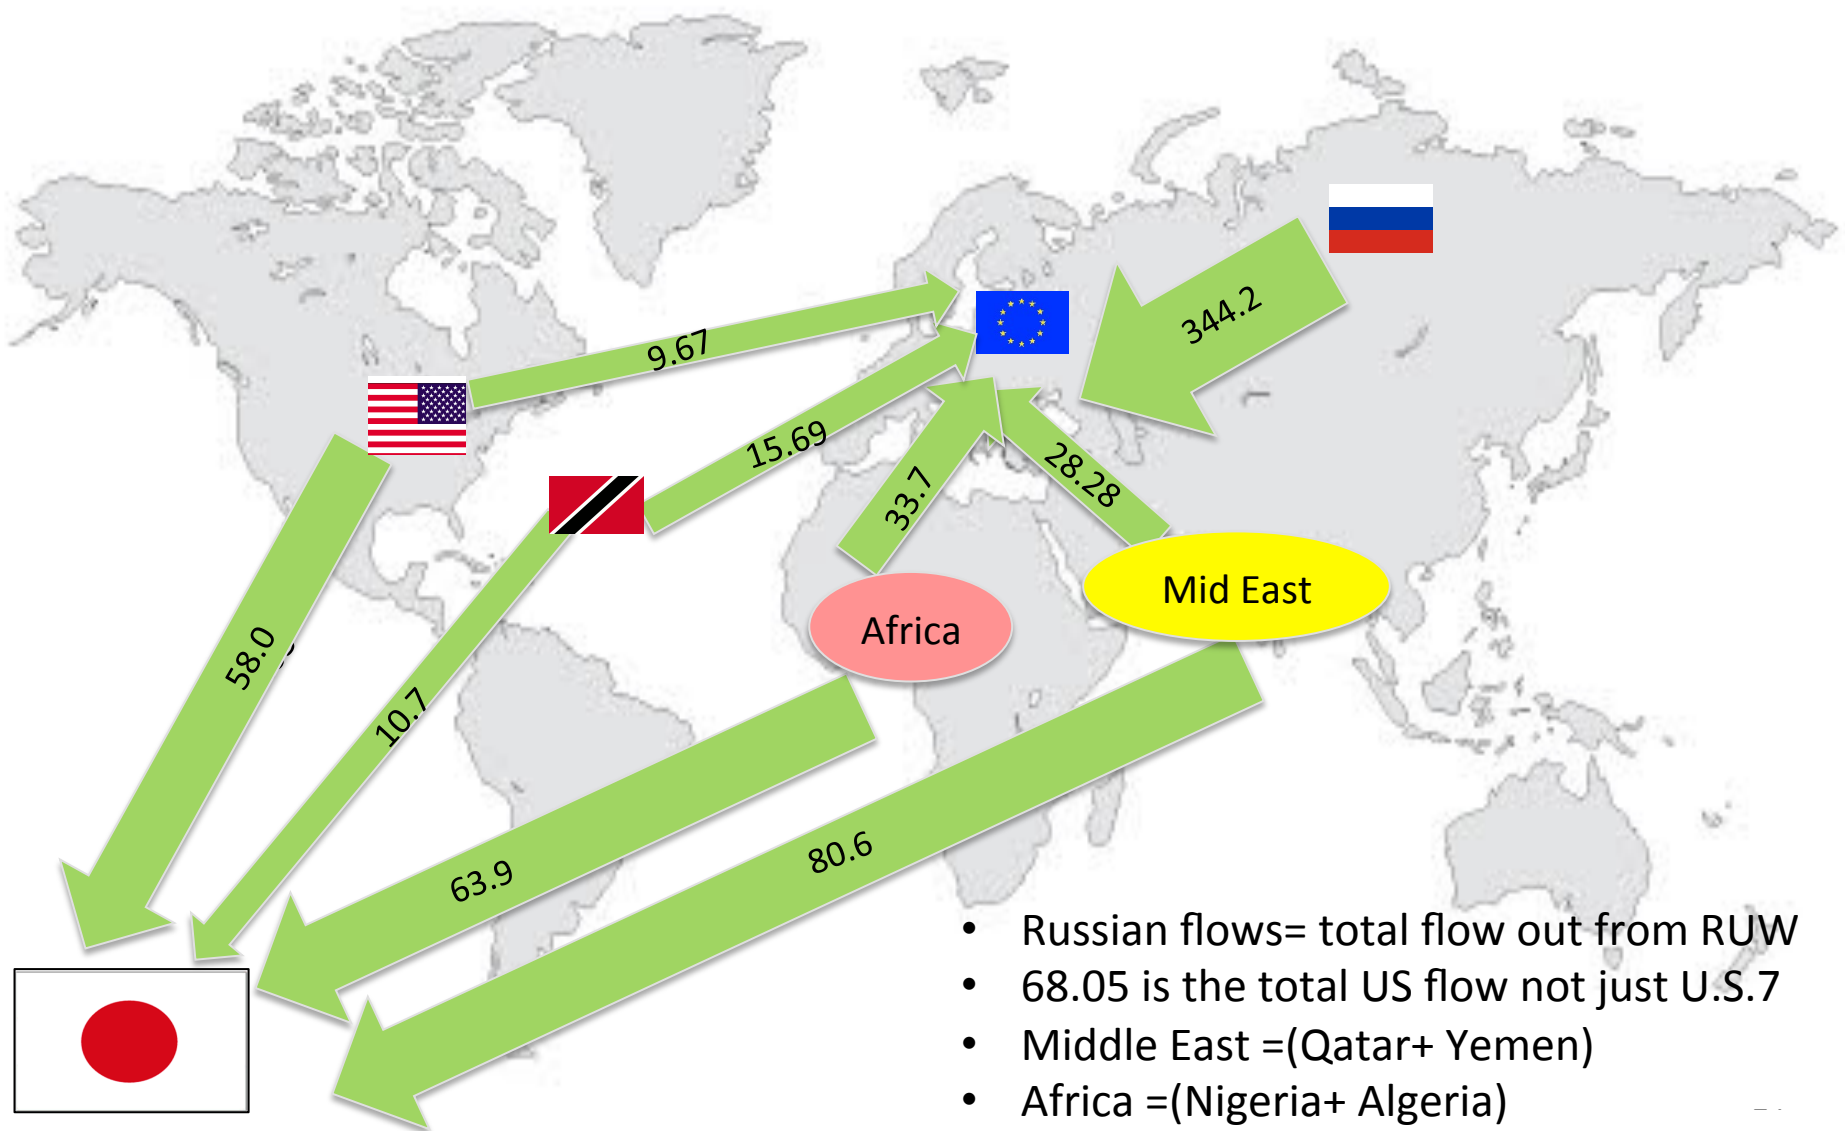 344.2
9.67
15.69
28.28
33.7
Mid East
Africa
58.0
10.7
63.9
80.6
• Russian flows= total flow out from RUW
• 68.05 is the total US flow not just U.S.7
• Middle East =(Qatar+ Yemen)
• Africa =(Nigeria+ Algeria)